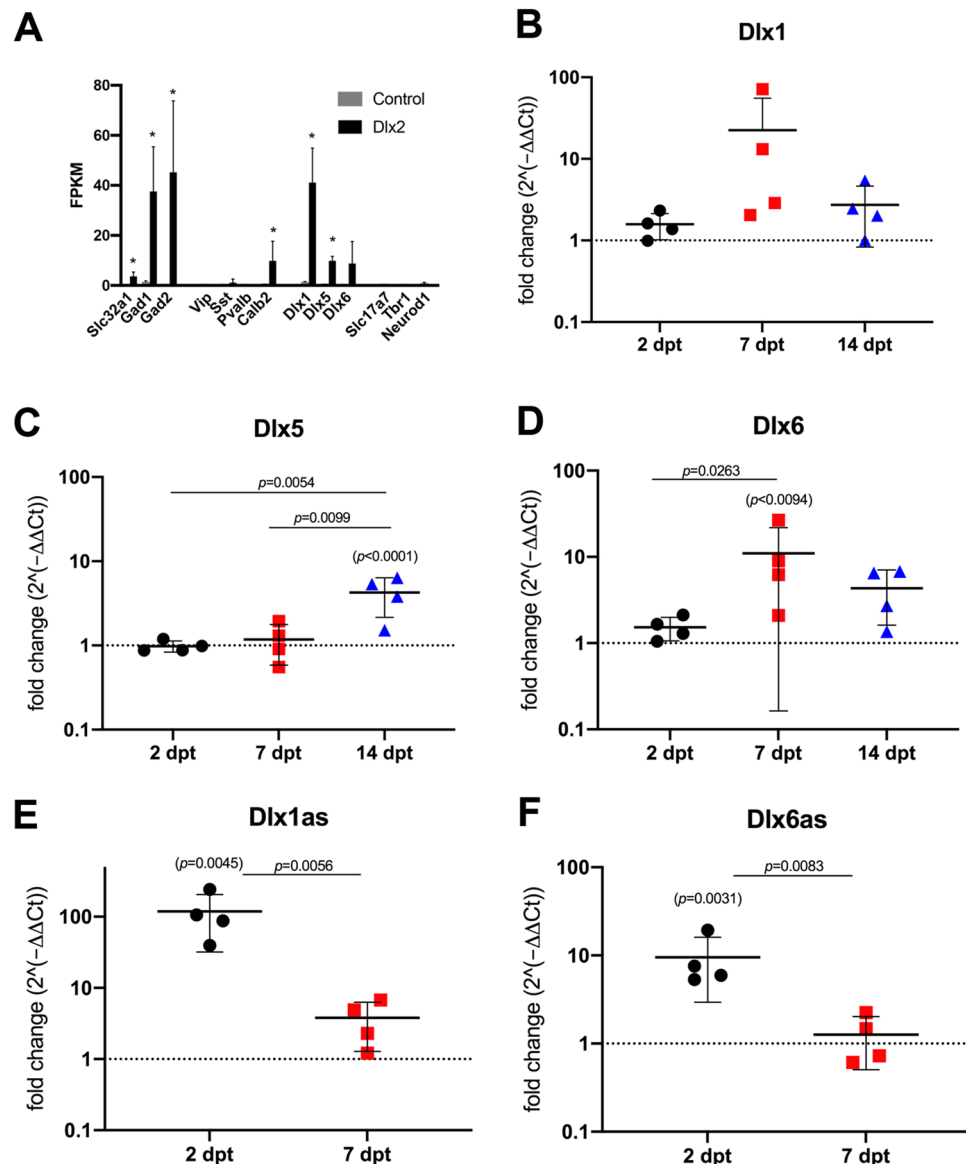 A
80
60
40
20
0
FPKM
Control
Dlx2
*
*
*
*
*
*
Slc32a1
Gad1
Gad2
Vip
Sst
Pvalb
Calb2
Dlx1
Dlx5
Dlx6
Slc17a7
Tbr1
Neurod1
B
Dlx1
fold change (2^(−ΔΔCt))
100
10
1
0.1
2 dpt
7 dpt
14 dpt
C
Dlx5
fold change (2^(−ΔΔCt))
100
10
1
0.1
p=0.0054
p=0.0099
(p<0.0001)
2 dpt
7 dpt
14 dpt
D
Dlx6
fold change (2^(−ΔΔCt))
100
10
1
0.1
p=0.0263
(p<0.0094)
2 dpt
7 dpt
14 dpt
E
Dlx1as
fold change (2^(−ΔΔCt))
100
10
1
0.1
(p=0.0045)
p=0.0056
2 dpt
7 dpt
F
Dlx6as
fold change (2^(−ΔΔCt))
100
10
1
0.1
p=0.0083
(p=0.0031)
2 dpt
7 dpt